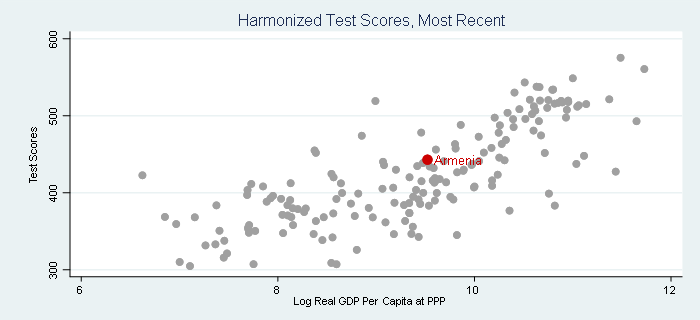 Harmonized Test Scores, Most Recent
600
500
400
300
Test Scores
Armenia
6
8
10
12
Log Real GDP Per Capita at PPP